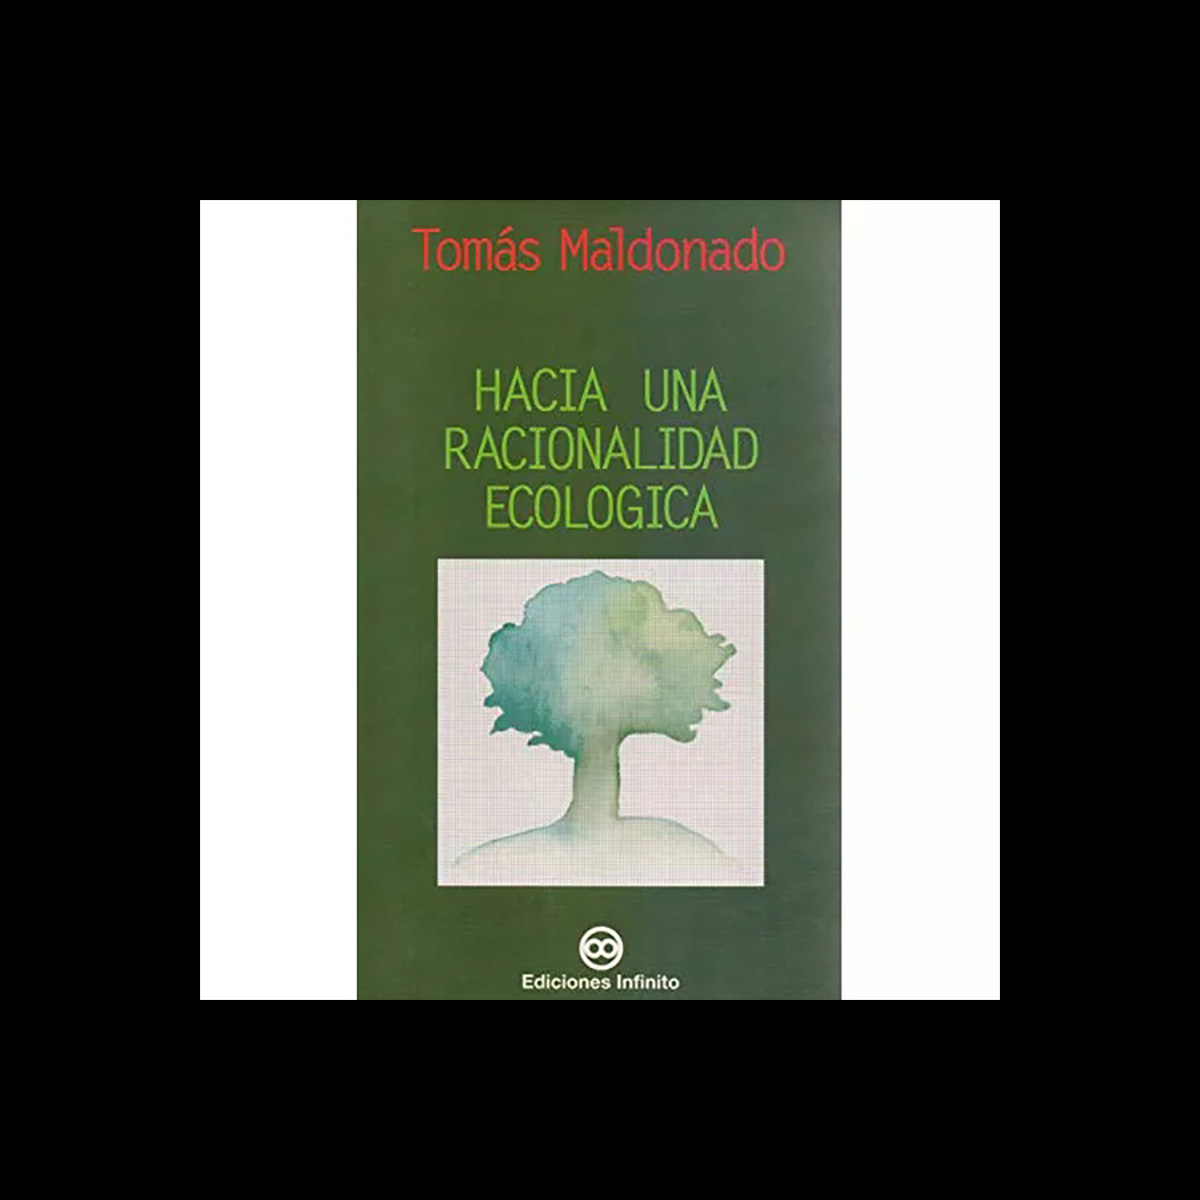 Tomás Maldonado
HACIA UNA
RACIONALIDAD
ECOLOGICA
Ediciones Infinito